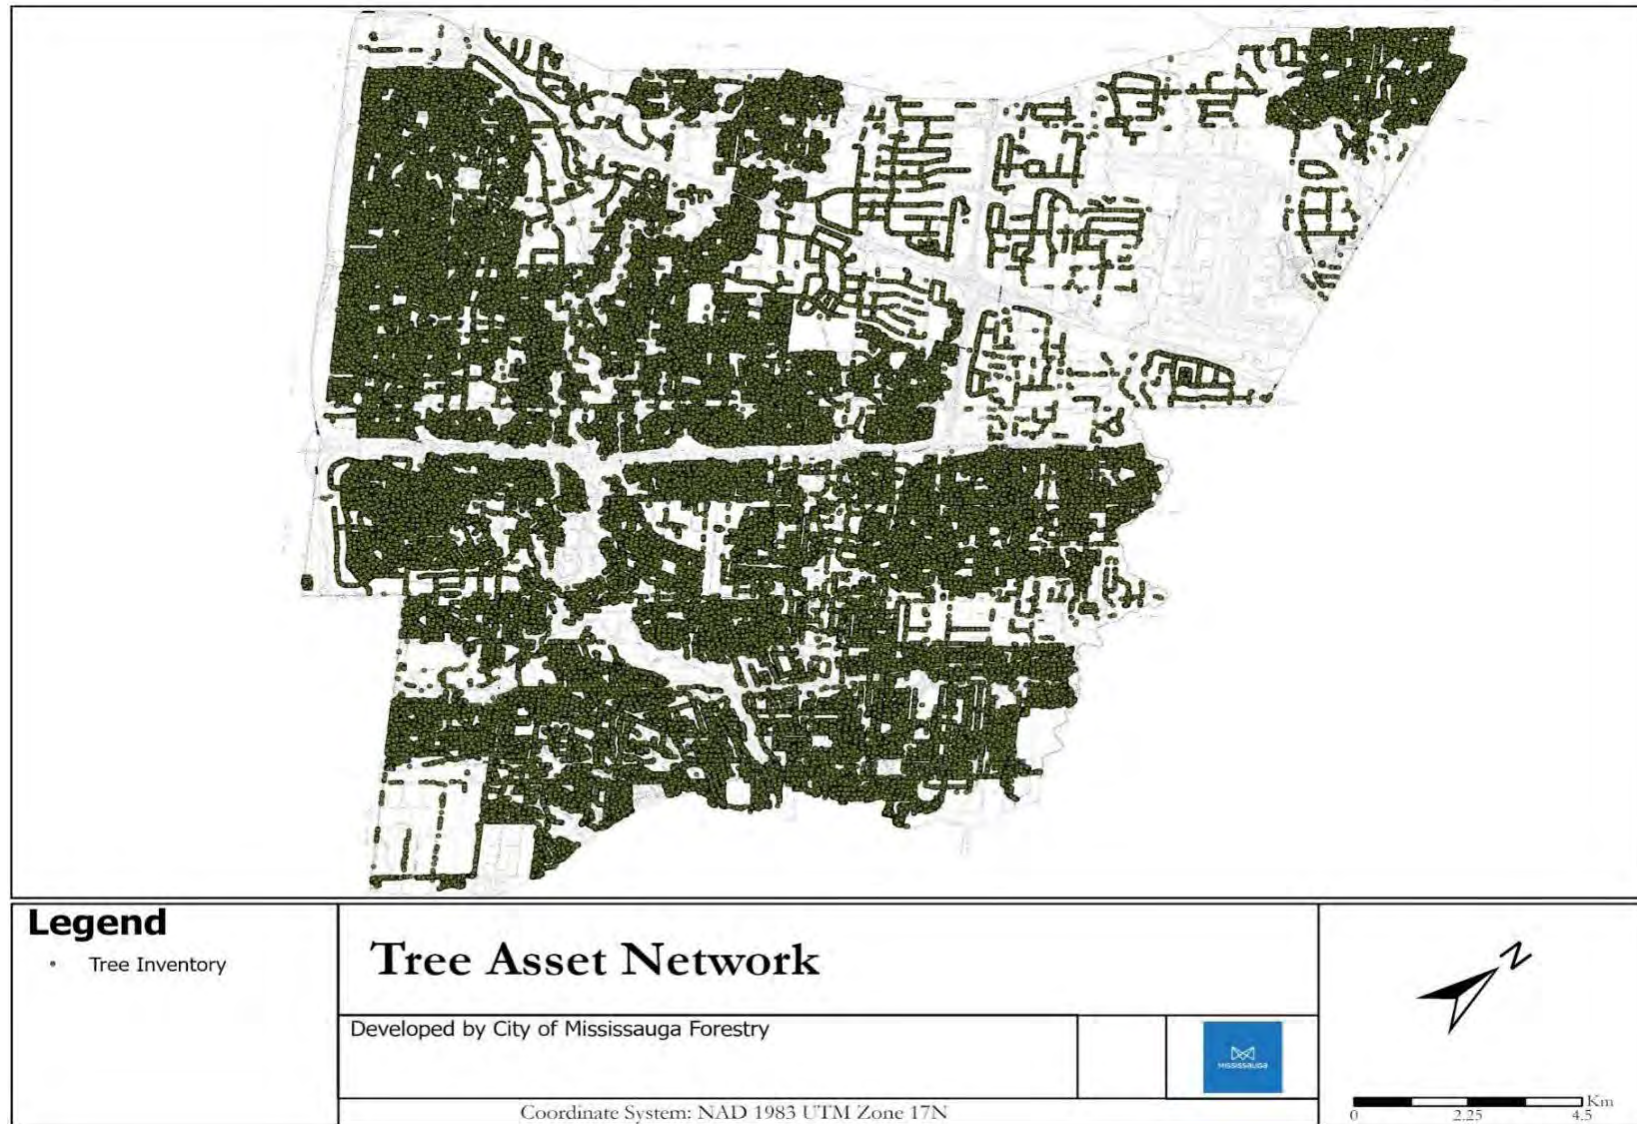 Legend
Tree Inventory
Tree Asset Network
Developed by City of Mississauga Forestry
MISSISSAUGA
Coordinate System: NAD 1983 UTM Zone 17N
N
Km
0 2.25 4.5